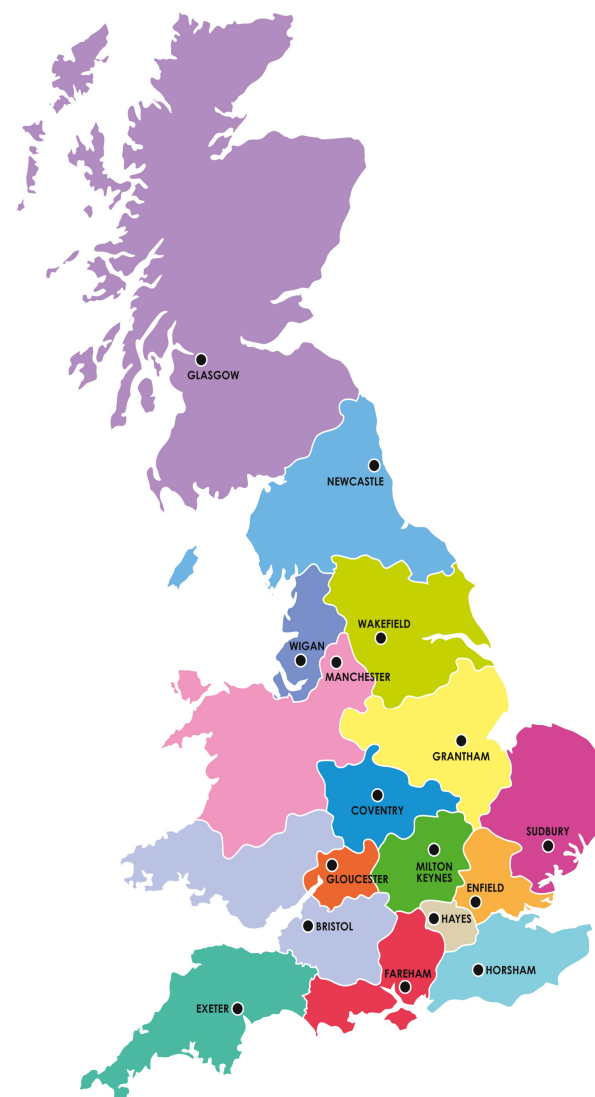 GLASGOW
NEWCASTLE
WAKEFIELD
WIGAN
MANCHESTER
GRANTHAM
COVENTRY
SUDBURY
GLOUCESTER
MILTON
KEYNES
ENFIELD
HAYES
BRISTOL
FAREHAM
HORSHAM
EXETER